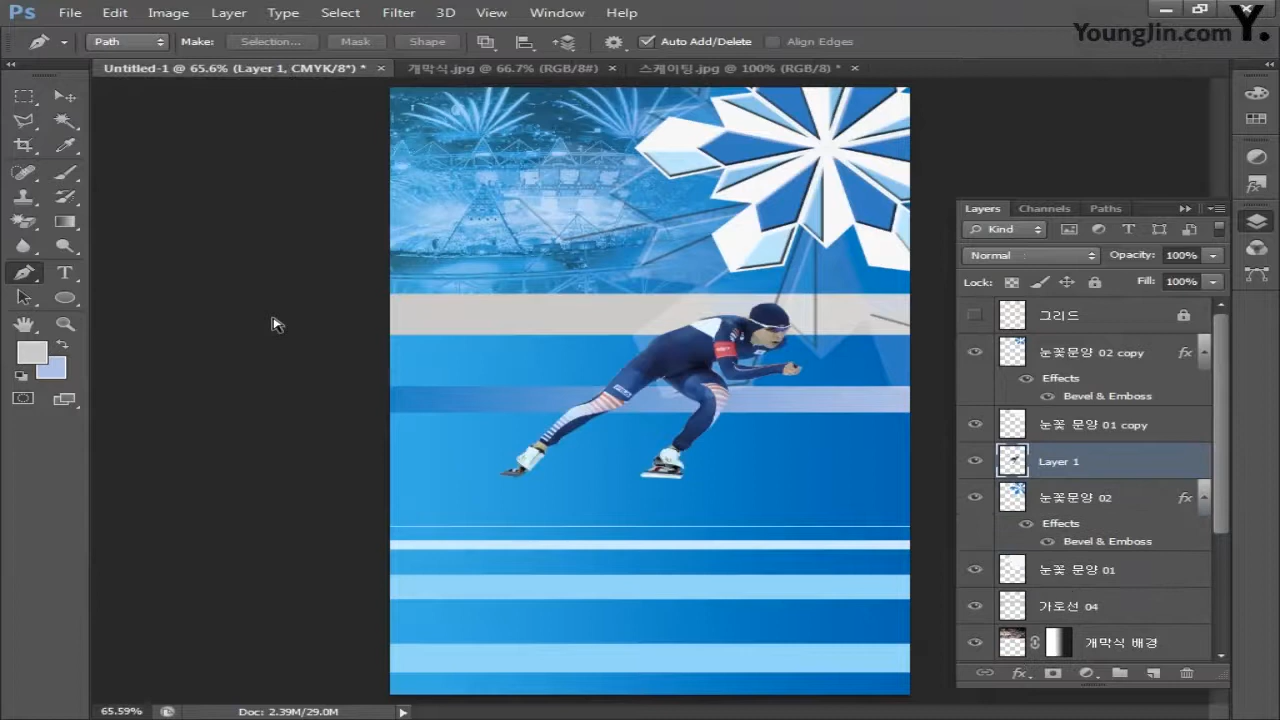 Ps File Edit Image Layer Type Select Filter 3D View Window Help
Path Make: Selection... Mask Shape Auto Add/Delete Align Edges
YoungJin.com Y.
Untitled-1 @ 65.6% (Layer 1, CMYK/8*) * × 개막식.jpg @ 66.7% (RGB/8#) × 스케이팅.jpg @ 100% (RGB/8) * ×
Layers Channels Paths
Kind
Normal Opacity: 100%
Lock: Fill: 100%
그리드
눈꽃문양 02 copy fx
Effects
Bevel & Emboss
눈꽃 문양 01 copy
Layer 1
눈꽃문양 02 fx
Effects
Bevel & Emboss
눈꽃 문양 01
가로선 04
개막식 배경
fx
65.59% Doc: 2.39M/29.0M